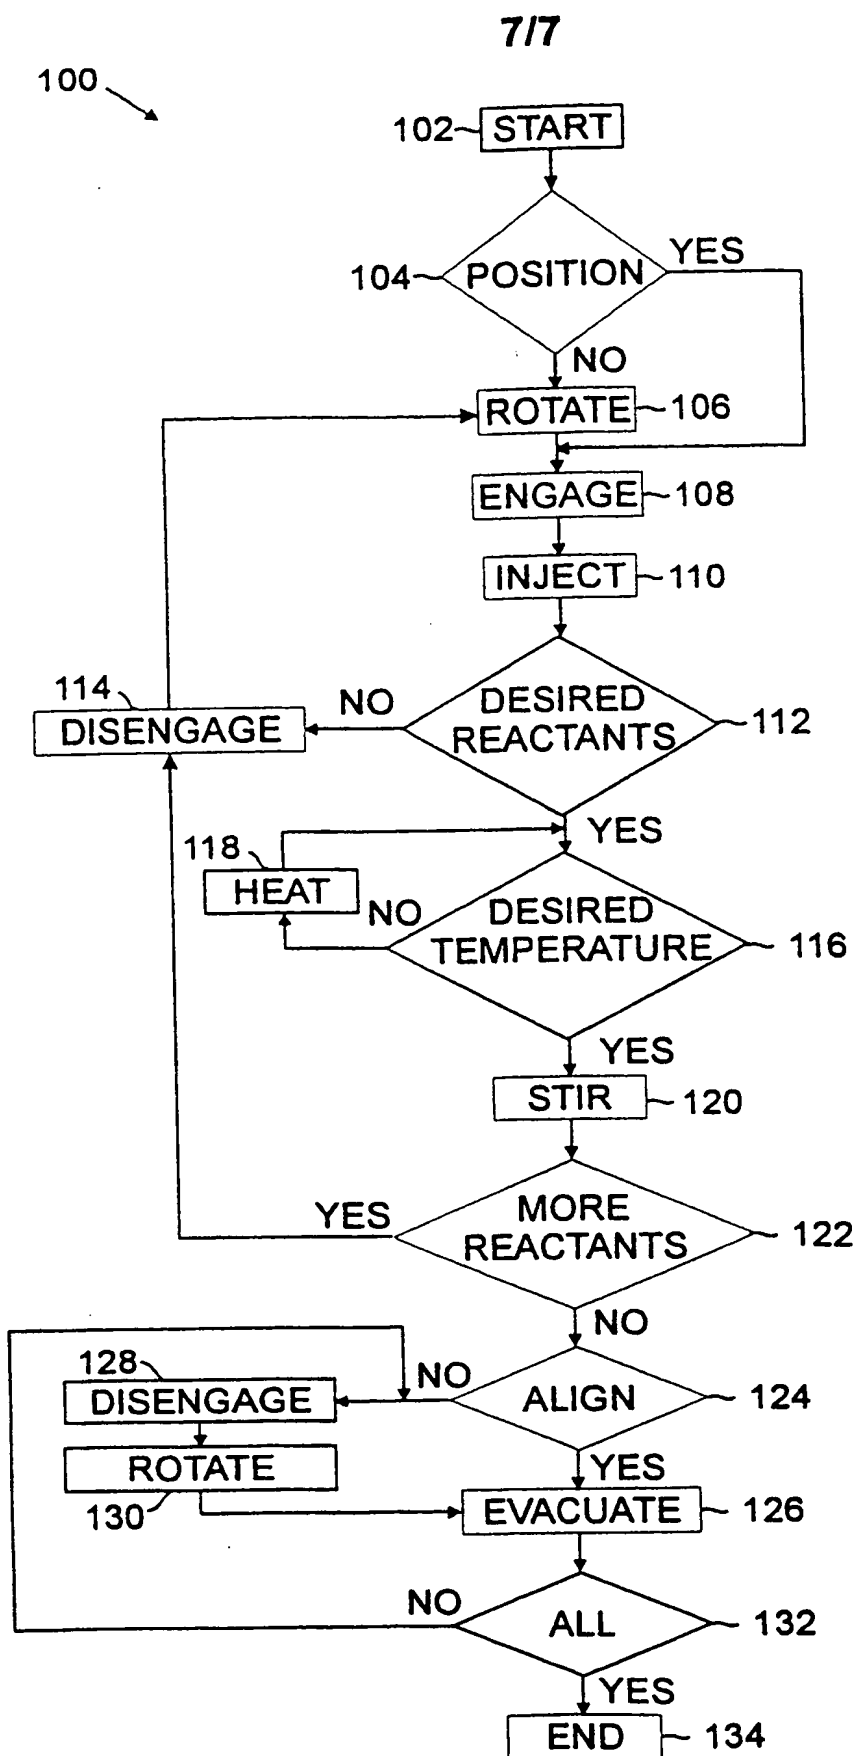 7/7
100
102
START
104
POSITION
YES
NO
ROTATE
106
ENGAGE
108
INJECT
110
114
DISENGAGE
NO
DESIRED
REACTANTS
112
YES
118
HEAT
NO
DESIRED
TEMPERATURE
116
YES
STIR
120
YES
MORE
REACTANTS
122
NO
128
DISENGAGE
NO
ALIGN
124
ROTATE
130
YES
EVACUATE
126
NO
ALL
132
YES
END
134